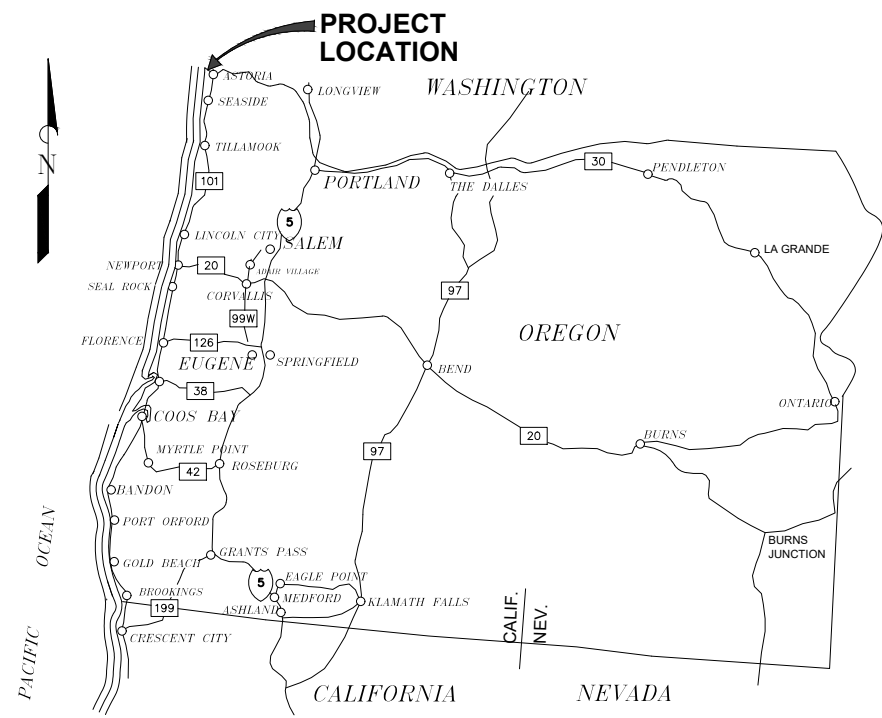 PROJECT
LOCATION
ASTORIA
LONGVIEW
WASHINGTON
SEASIDE
N
TILLAMOOK
30
PENDLETON
101
PORTLAND
THE DALLES
5
LINCOLN CITY
SALEM
LA GRANDE
NEWPORT
20
ADAIR VILLAGE
SEAL ROCK
CORVALLIS
97
99W
OREGON
FLORENCE
126
EUGENE
SPRINGFIELD
BEND
38
ONTARIO
COOS BAY
20
BURNS
MYRTLE POINT
97
42
ROSEBURG
BANDON
PORT ORFORD
OCEAN
BURNS
JUNCTION
GRANTS PASS
GOLD BEACH
5
EAGLE POINT
BROOKINGS
MEDFORD
KLAMATH FALLS
199
ASHLAND
CALIF.
NEV.
CRESCENT CITY
PACIFIC
CALIFORNIA
NEVADA